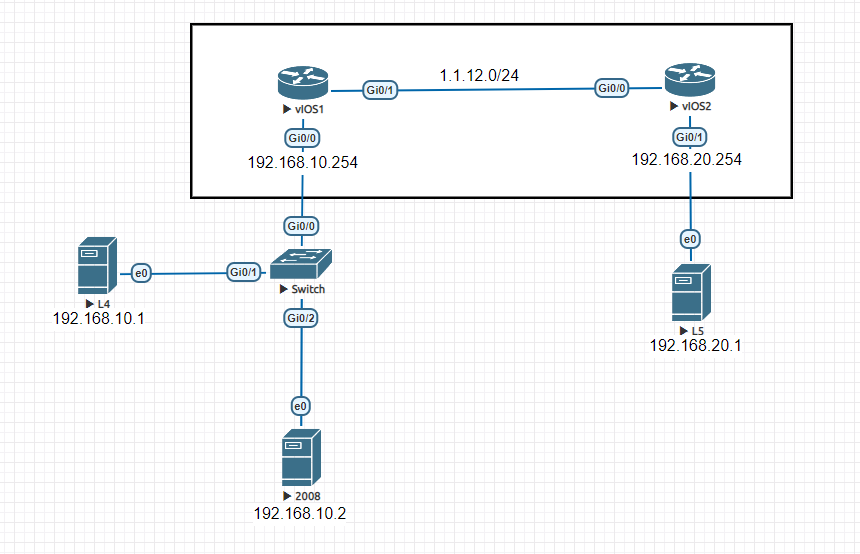 1.1.12.0/24
Gi0/1
Gi0/0
vIOS1
vIOS2
Gi0/0
Gi0/1
192.168.10.254
192.168.20.254
Gi0/0
e0
e0
Gi0/1
Switch
L4
192.168.10.1
Gi0/2
L5
192.168.20.1
e0
2008
192.168.10.2